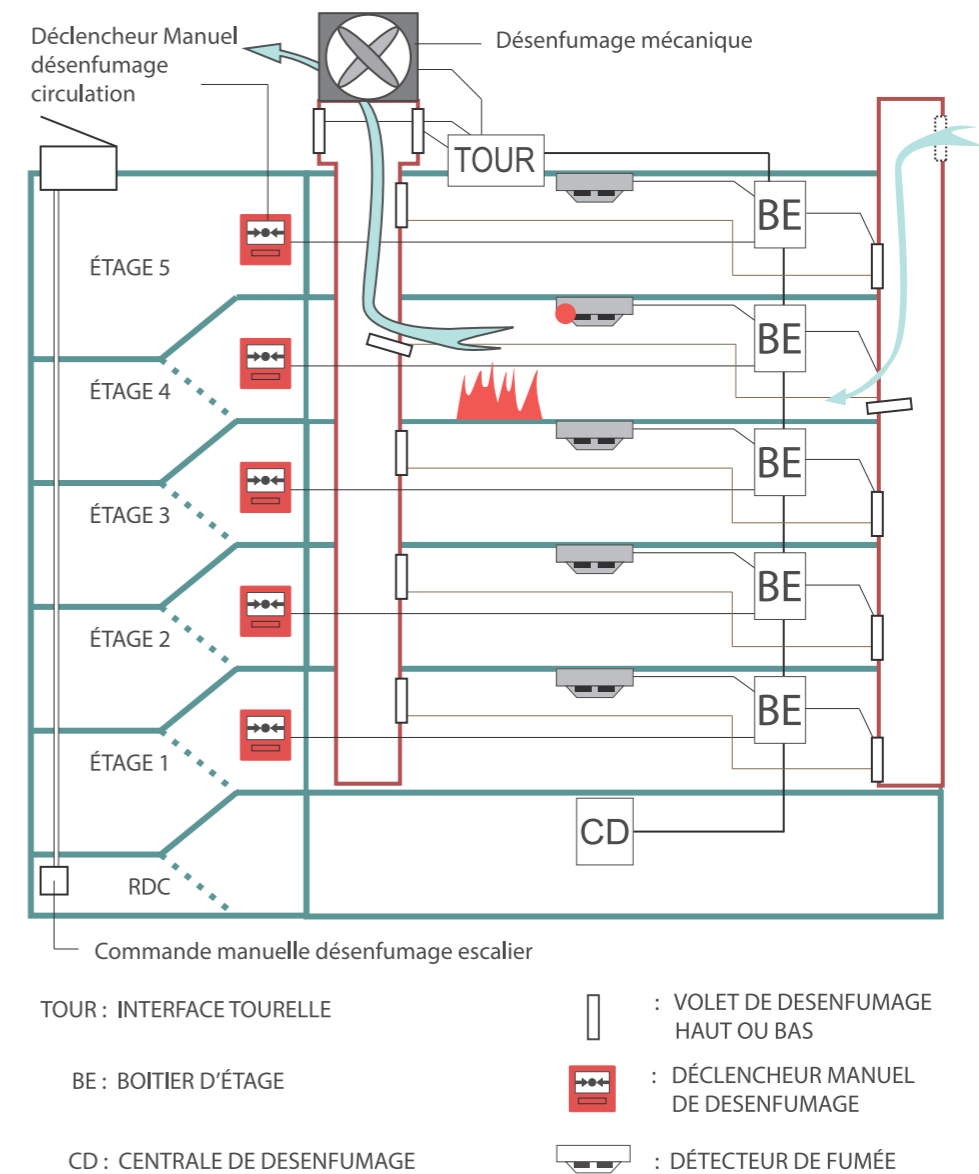 Déclencheur Manuel
désenfumage
circulation
Désenfumage mécanique
TOUR
BE
ÉTAGE 5
BE
ÉTAGE 4
BE
ÉTAGE 3
BE
ÉTAGE 2
BE
ÉTAGE 1
CD
RDC
Commande manuelle désenfumage escalier
TOUR : INTERFACE TOURELLE
: VOLET DE DESENFUMAGE
HAUT OU BAS
BE : BOITIER D'ÉTAGE
: DÉCLENCHEUR MANUEL
DE DESENFUMAGE
CD : CENTRALE DE DESENFUMAGE
: DÉTECTEUR DE FUMÉE